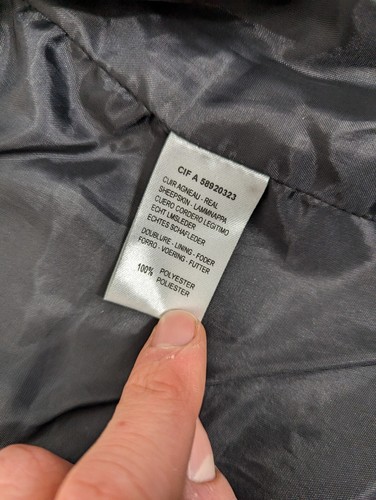 CIF A 58920323
CUIR AGNEAU - REAL
SHEEPSKIN - LAMMNAPPA
CUERO CORDERO LEGITIMO
ECHT LMSLEDER
ECHTES SCHAFLEDER
DOUBLURE - LINING - FODER
FORRO - VOERING - FUTTER
100% POLYESTER
POLIESTER